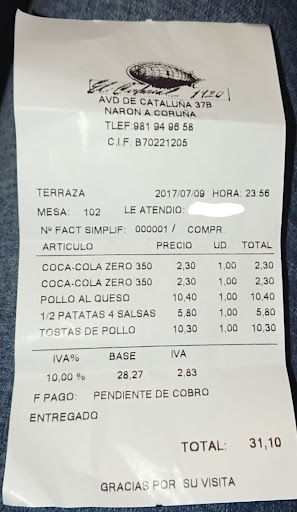 El Capricho 1920
AVD DE CATALUÑA 37B
NARON A CORUÑA
TLEF:981 94 96 58
C.I.F. B70221205
TERRAZA 2017/07/09 HORA: 23:56
MESA: 102 LE ATENDIO:
Nº FACT SIMPLIF: 000001 / COMPR.
ARTICULO PRECIO UD. TOTAL
COCA-COLA ZERO 350 2,30 1,00 2,30
COCA-COLA ZERO 350 2,30 1,00 2,30
POLLO AL QUESO 10,40 1,00 10,40
1/2 PATATAS 4 SALSAS 5,80 1,00 5,80
TOSTAS DE POLLO 10,30 1,00 10,30
IVA% BASE IVA
10,00 % 28,27 2,83
F PAGO: PENDIENTE DE COBRO
ENTREGADO
TOTAL: 31,10
GRACIAS POR SU VISITA